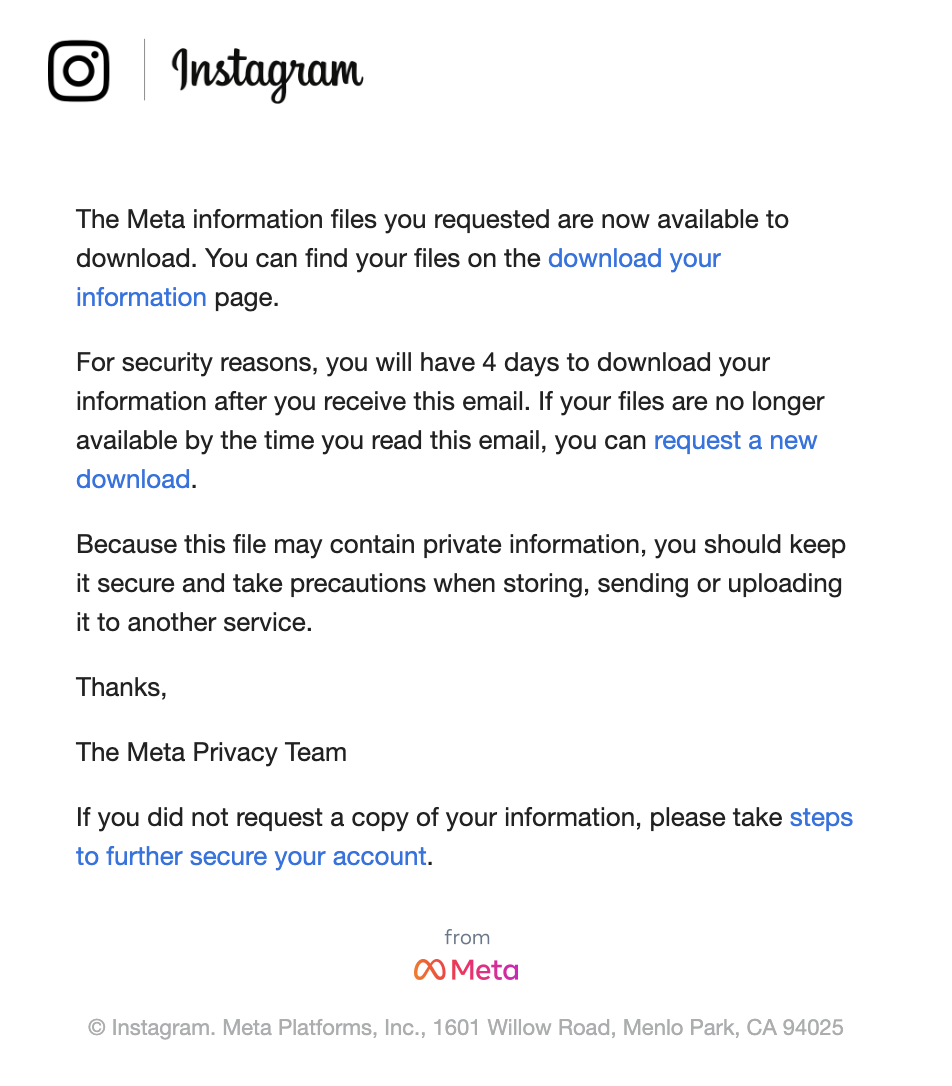 Instagram
The Meta information files you requested are now available to
download. You can find your files on the download your
information page.
For security reasons, you will have 4 days to download your
information after you receive this email. If your files are no longer
available by the time you read this email, you can request a new
download.
Because this file may contain private information, you should keep
it secure and take precautions when storing, sending or uploading
it to another service.
Thanks,
The Meta Privacy Team
If you did not request a copy of your information, please take steps
to further secure your account.
from
Meta
© Instagram. Meta Platforms, Inc., 1601 Willow Road, Menlo Park, CA 94025